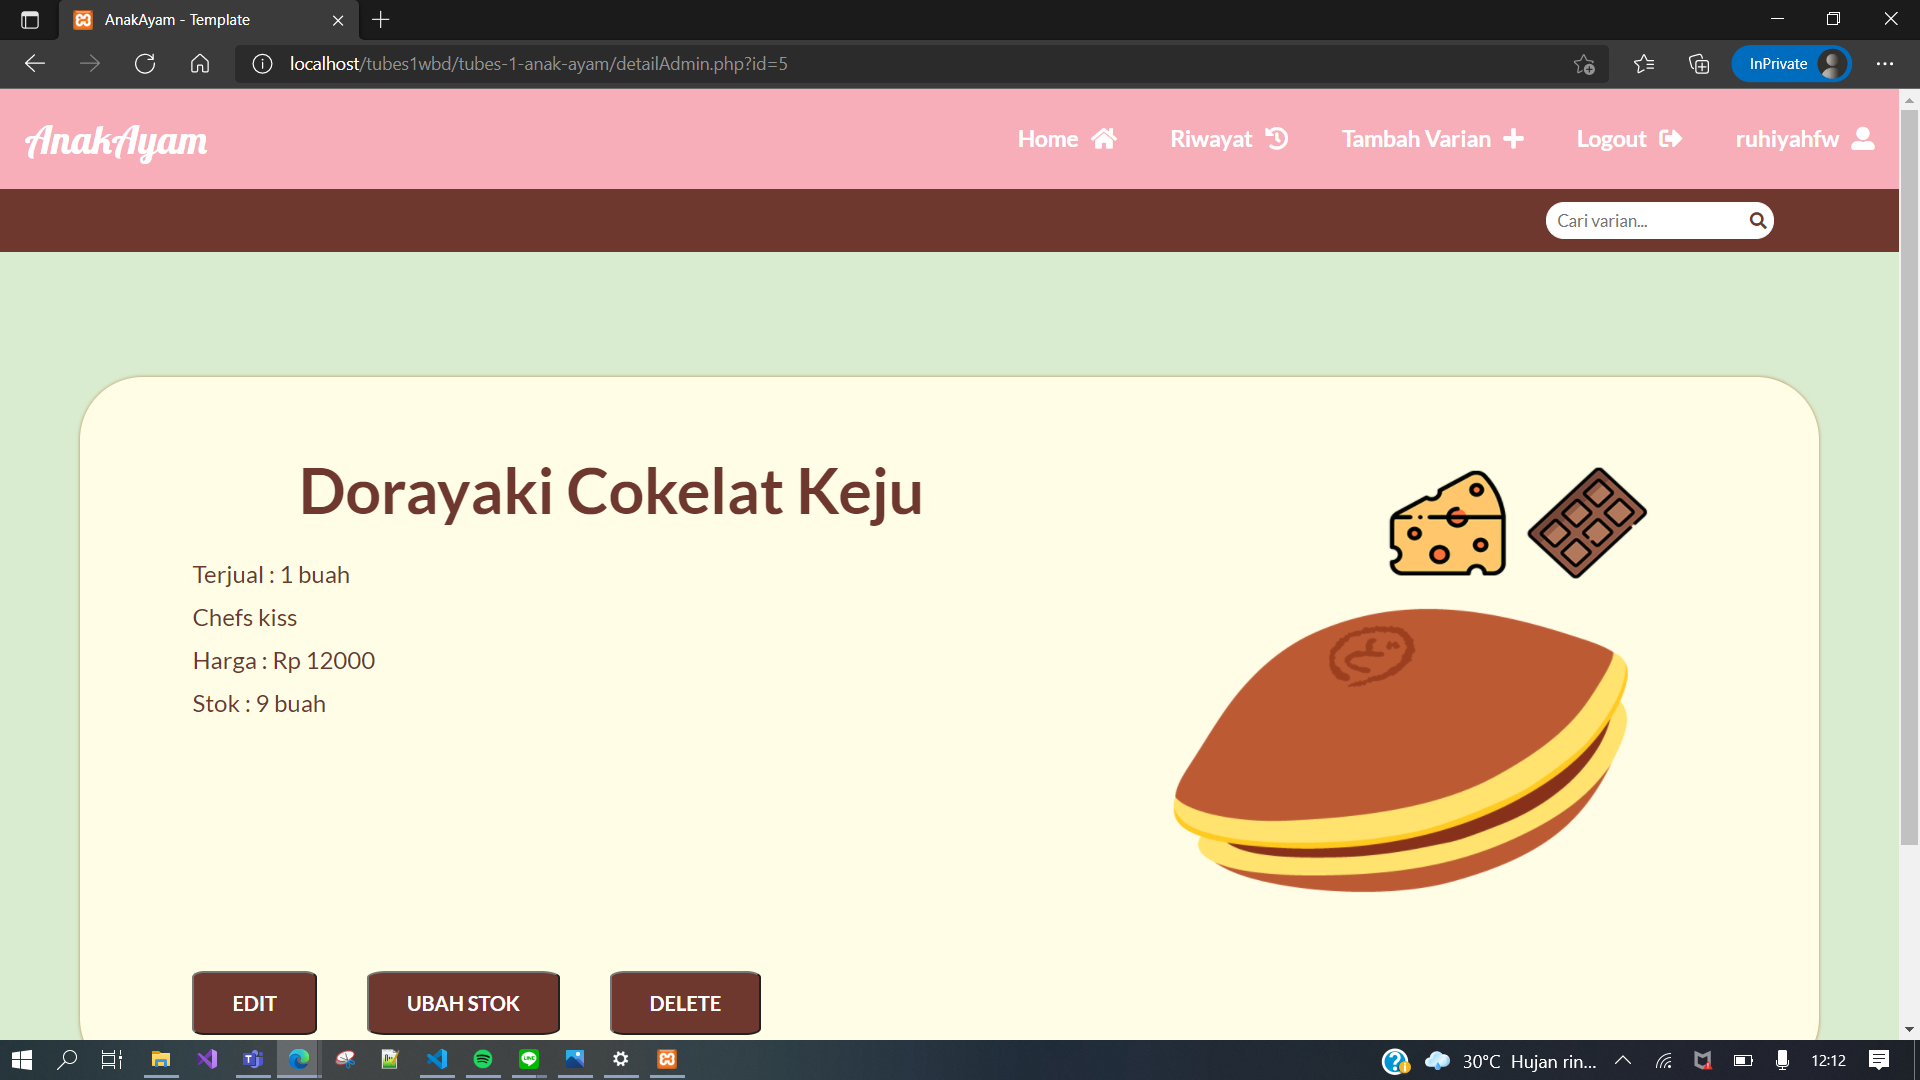 AnakAyam - Template
localhost/tubes1wbd/tubes-1-anak-ayam/detailAdmin.php?id=5
InPrivate
AnakAyam
Home
Riwayat
Tambah Varian
Logout
ruhiyahfw
Cari varian...
Dorayaki Cokelat Keju
Terjual : 1 buah
Chefs kiss
Harga : Rp 12000
Stok : 9 buah
EDIT
UBAH STOK
DELETE
30°C Hujan rin...
12:12